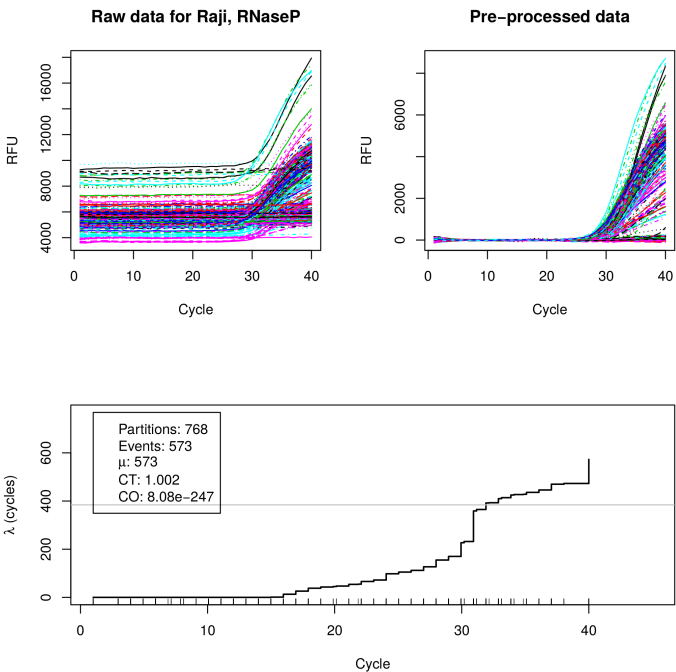 Raw data for Raji, RNaseP
Pre−processed data
RFU
4000
8000
12000
16000
0
10
20
30
40
Cycle
RFU
0
2000
6000
0
10
20
30
40
Cycle
λ (cycles)
0
200
400
600
Partitions: 768
Events: 573
μ: 573
CT: 1.002
CO: 8.08e−247
0
10
20
30
40
Cycle